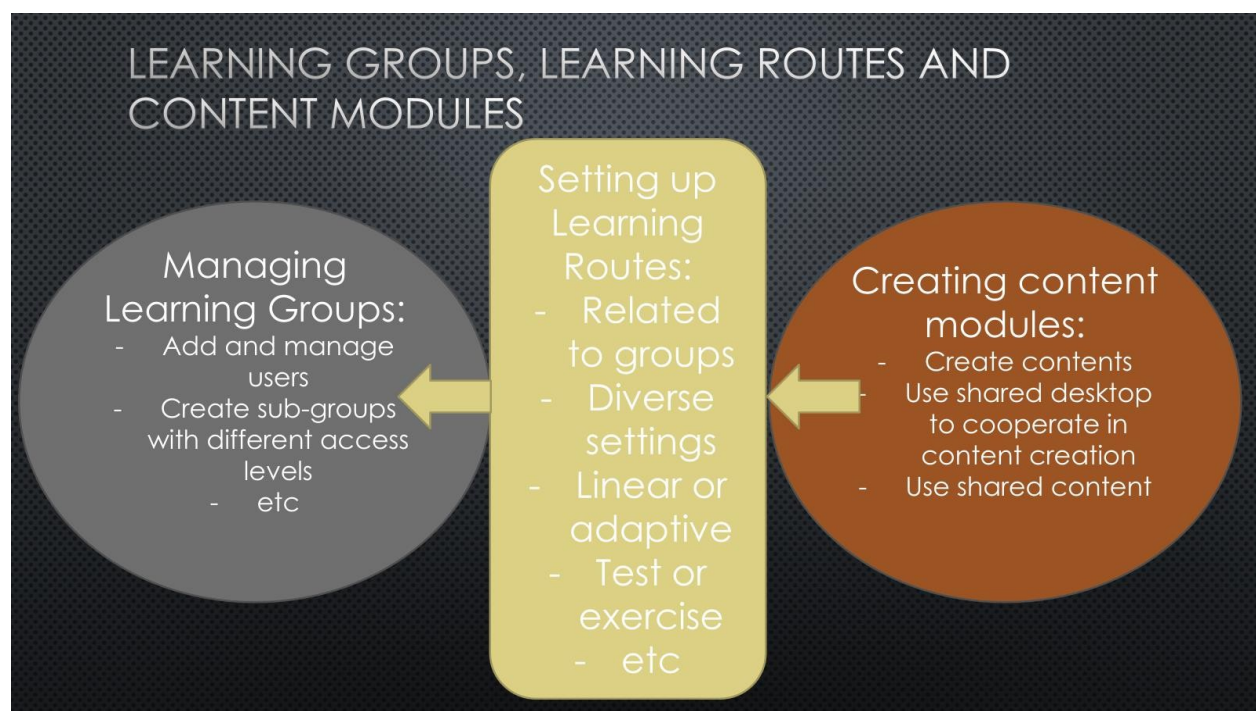 LEARNING GROUPS, LEARNING ROUTES AND
CONTENT MODULES
Managing
Learning Groups:
- Add and manage
users
- Create sub-groups
with different access
levels
- etc
Setting up
Learning
Routes:
- Related
to groups
- Diverse
settings
- Linear or
adaptive
- Test or
exercise
- etc
Creating content
modules:
- Create contents
- Use shared desktop
to cooperate in
content creation
- Use shared content